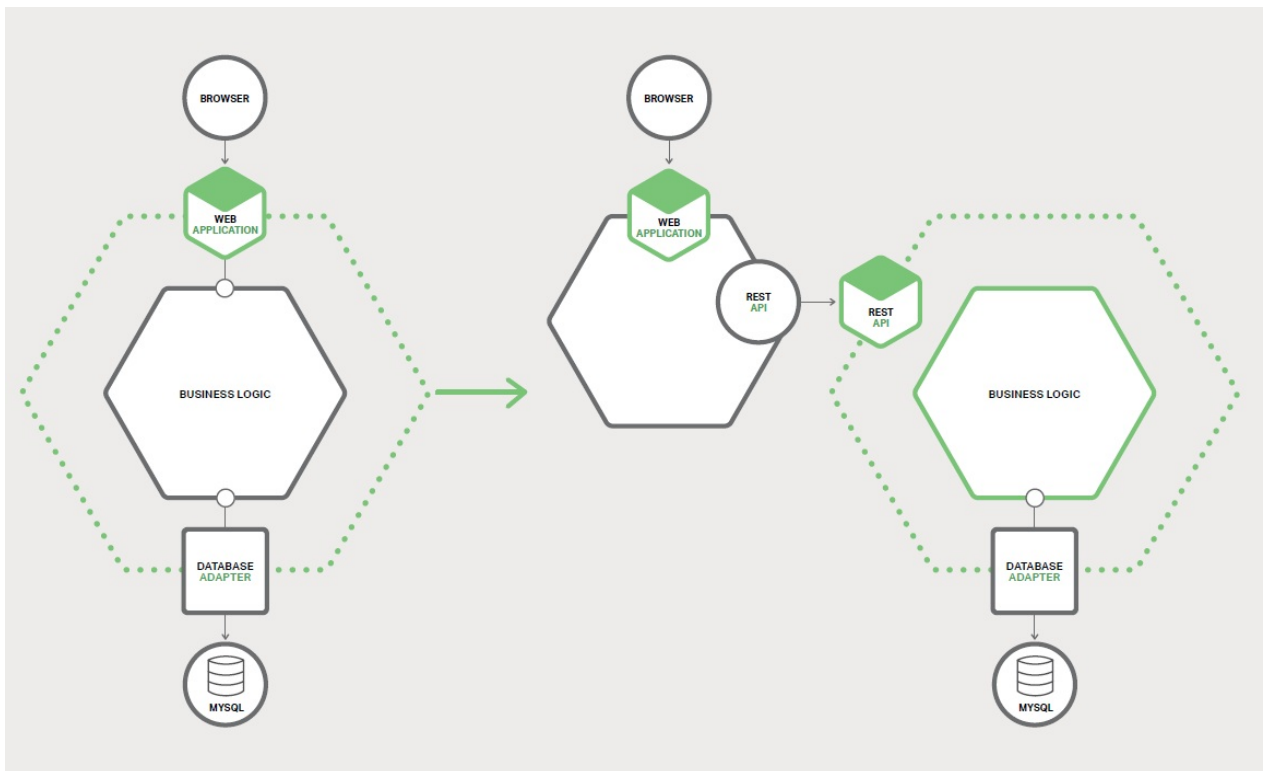 BROWSER
WEB
APPLICATION
BUSINESS LOGIC
DATABASE
ADAPTER
MYSQL
BROWSER
WEB
APPLICATION
REST
API
REST
API
BUSINESS LOGIC
DATABASE
ADAPTER
MYSQL